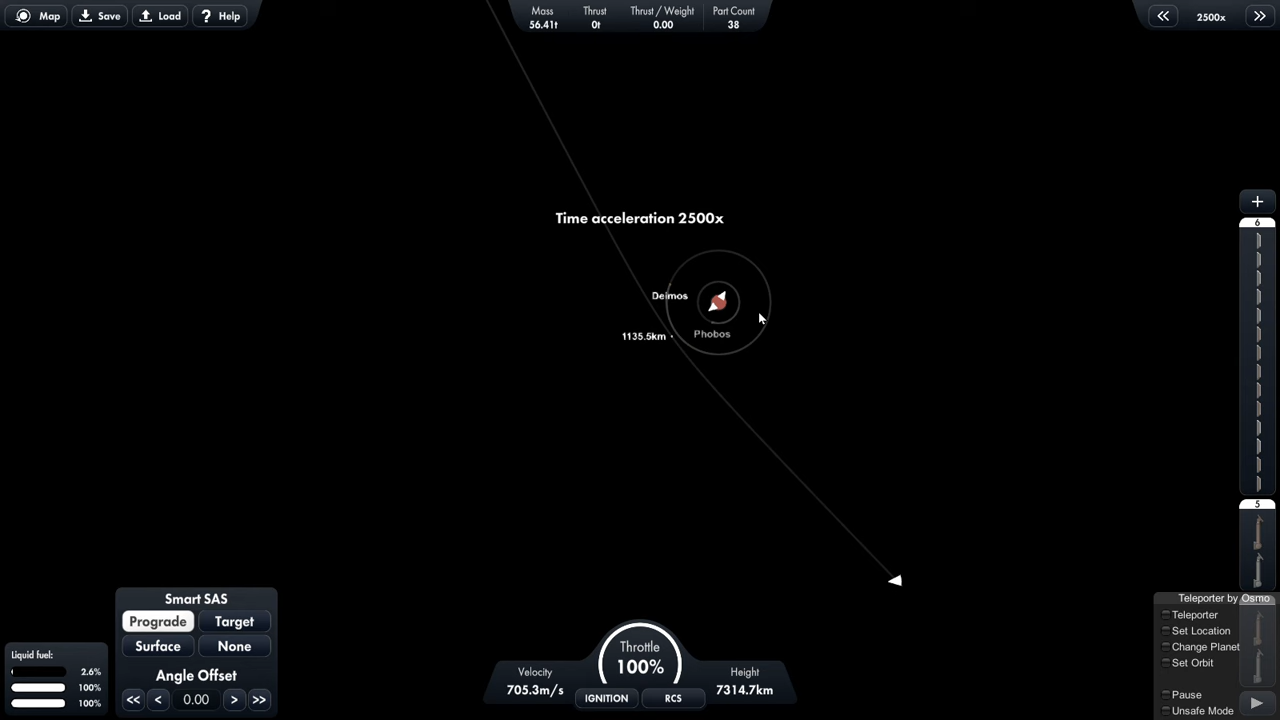 Map
Save
Load
Help
Mass
56.41t
Thrust
0t
Thrust / Weight
0.00
Part Count
38
2500x
Time acceleration 2500x
Deimos
1135.5km
Phobos
6
5
Smart SAS
Prograde
Target
Surface
None
Angle Offset
<<
<
0.00
>
>>
Liquid fuel:
2.6%
100%
100%
Throttle
100%
Velocity
705.3m/s
Height
7314.7km
IGNITION
RCS
Teleporter by Osmo
Teleporter
Set Location
Change Planet
Set Orbit
Pause
Unsafe Mode